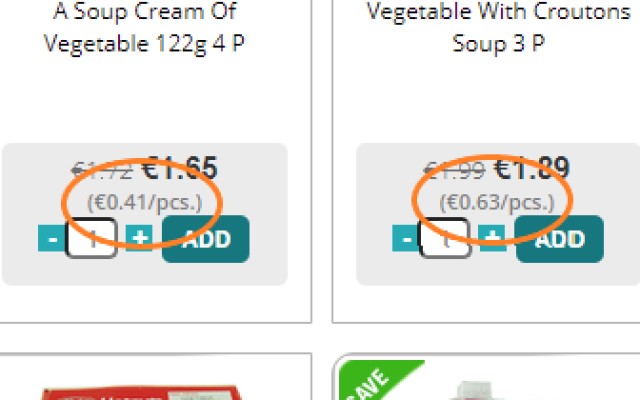 A Soup Cream Of
Vegetable 122g 4 P
€1.72 €1.65
(€0.41/pcs.)
- 1 + ADD
Vegetable With Croutons
Soup 3 P
€1.99 €1.89
(€0.63/pcs.)
- 1 + ADD
SAVE